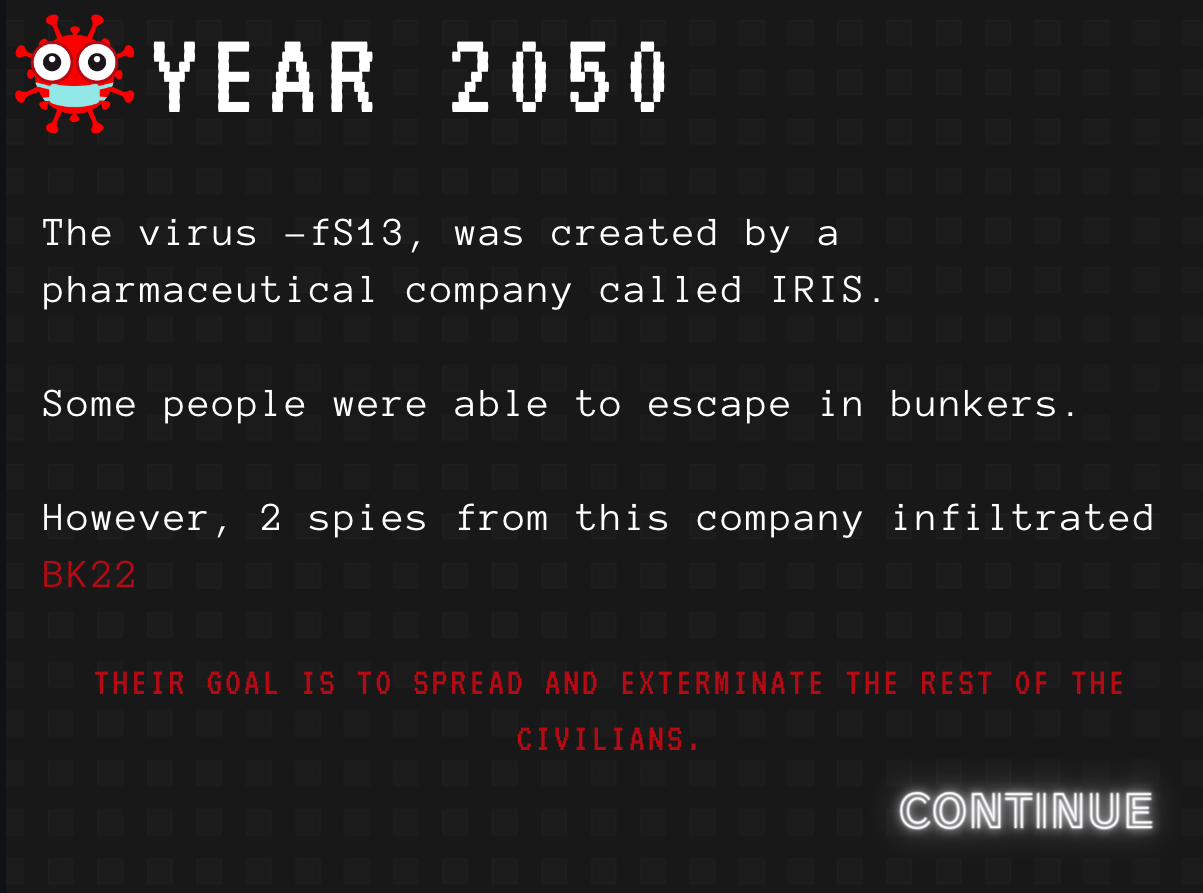 YEAR 2050
The virus -fS13, was created by a
pharmaceutical company called IRIS.
Some people were able to escape in bunkers.
However, 2 spies from this company infiltrated
BK22
THEIR GOAL IS TO SPREAD AND EXTERMINATE THE REST OF THE
CIVILIANS.
CONTINUE